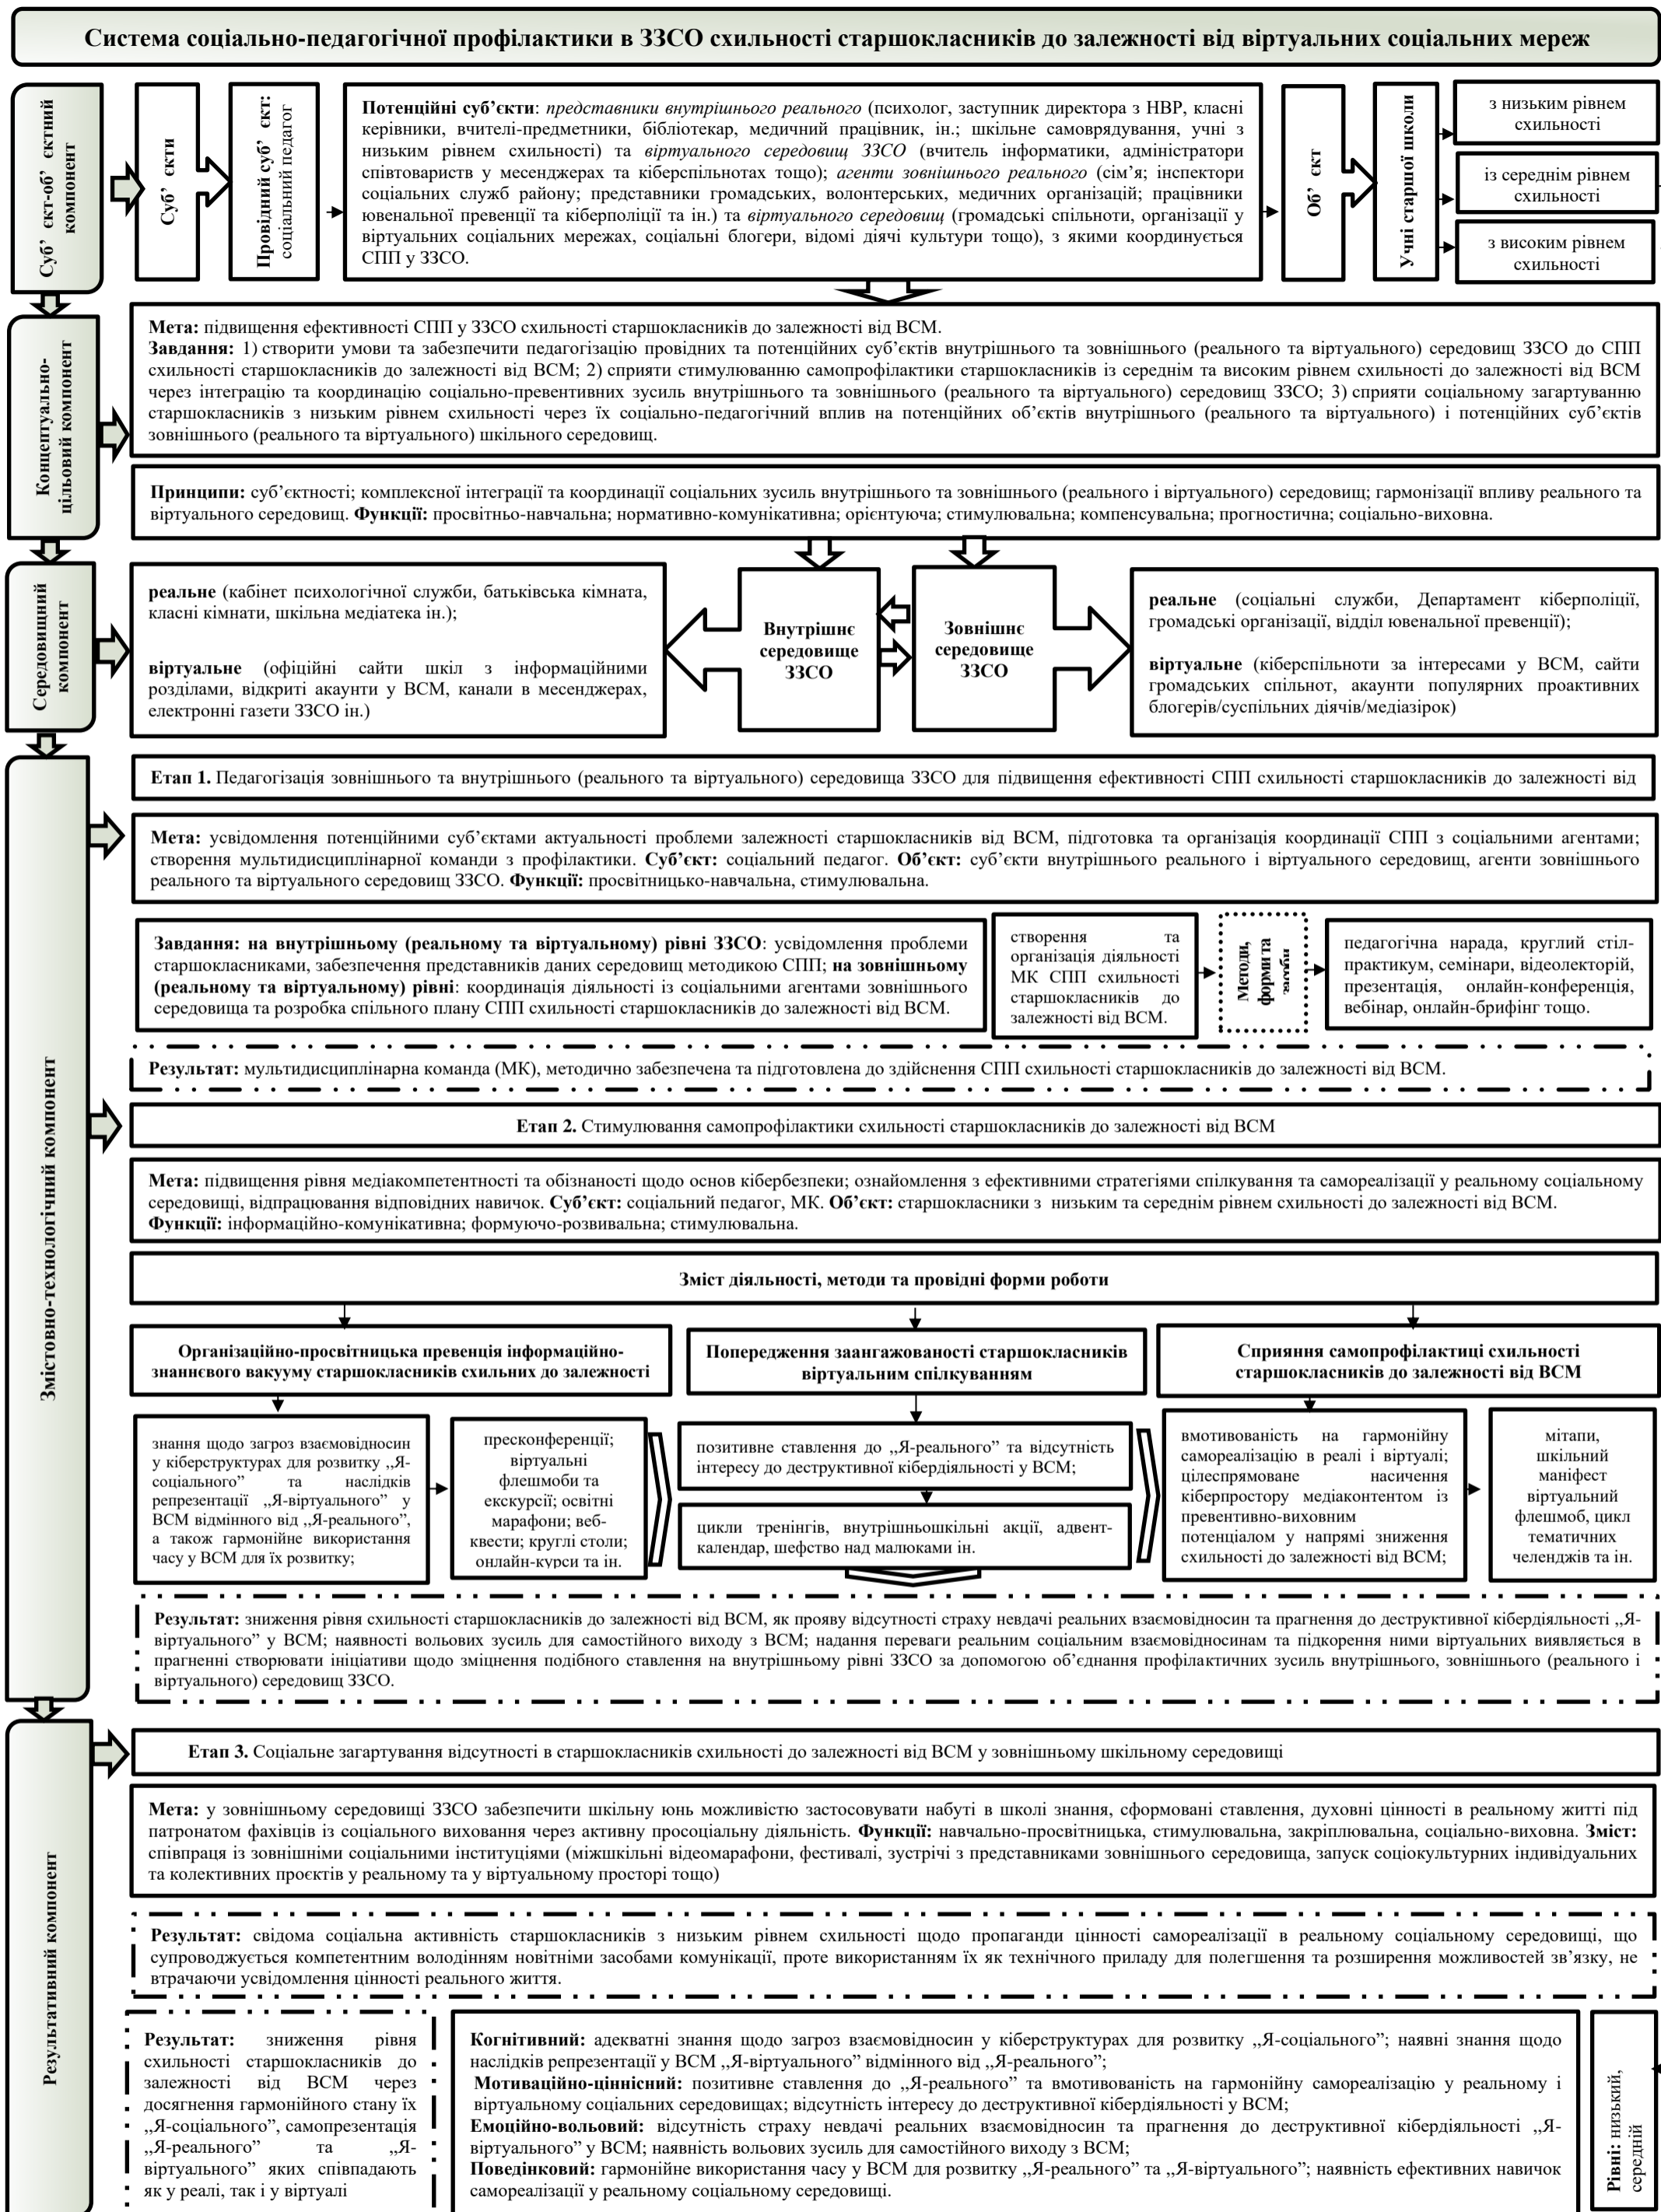 Система соціально-педагогічної профілактики в ЗЗСО схильності старшокласників до залежності від віртуальних соціальних мереж
Суб’ єкт-об’ єктний
компонент
Суб’ єкти
Провідний суб’ єкт:
соціальний педагог
Потенційні суб’єкти: представники внутрішнього реального (психолог, заступник директора з НВР, класні
керівники, вчителі-предметники, бібліотекар, медичний працівник, ін.; шкільне самоврядування, учні з
низьким рівнем схильності) та віртуального середовищ ЗЗСО (вчитель інформатики, адміністратори
співтовариств у месенджерах та кіберспільнотах тощо); агенти зовнішнього реального (сім’я; інспектори
соціальних служб району; представники громадських, волонтерських, медичних організацій; працівники
ювенальної превенції та кіберполіції та ін.) та віртуального середовищ (громадські спільноти, організації у
віртуальних соціальних мережах, соціальні блогери, відомі діячі культури тощо), з якими координується
СПП у ЗЗСО.
Об’ єкт
Учні старшої школи
з низьким рівнем
схильності
із середнім рівнем
схильності
з високим рівнем
схильності
Концептуально-
цільовий компонент
Мета: підвищення ефективності СПП у ЗЗСО схильності старшокласників до залежності від ВСМ.
Завдання: 1) створити умови та забезпечити педагогізацію провідних та потенційних суб’єктів внутрішнього та зовнішнього (реального та віртуального) середовищ ЗЗСО до СПП
схильності старшокласників до залежності від ВСМ; 2) сприяти стимулюванню самопрофілактики старшокласників із середнім та високим рівнем схильності до залежності від ВСМ
через інтеграцію та координацію соціально-превентивних зусиль внутрішнього та зовнішнього (реального та віртуального) середовищ ЗЗСО; 3) сприяти соціальному загартуванню
старшокласників з низьким рівнем схильності через їх соціально-педагогічний вплив на потенційних об’єктів внутрішнього (реального та віртуального) і потенційних суб’єктів
зовнішнього (реального та віртуального) шкільного середовищ.
Принципи: суб’єктності; комплексної інтеграції та координації соціальних зусиль внутрішнього та зовнішнього (реального і віртуального) середовищ; гармонізації впливу реального та
віртуального середовищ. Функції: просвітньо-навчальна; нормативно-комунікативна; орієнтуюча; стимулювальна; компенсувальна; прогностична; соціально-виховна.
Середовищний
компонент
реальне (кабінет психологічної служби, батьківська кімната,
класні кімнати, шкільна медіатека ін.);
віртуальне (офіційні сайти шкіл з інформаційними
розділами, відкриті акаунти у ВСМ, канали в месенджерах,
електронні газети ЗЗСО ін.)
Внутрішнє
середовище
ЗЗСО
Зовнішнє
середовище
ЗЗСО
реальне (соціальні служби, Департамент кіберполіції,
громадські організації, відділ ювенальної превенції);
віртуальне (кіберспільноти за інтересами у ВСМ, сайти
громадських спільнот, акаунти популярних проактивних
блогерів/суспільних діячів/медіазірок)
Змістовно-технологічний компонент
Етап 1. Педагогізація зовнішнього та внутрішнього (реального та віртуального) середовища ЗЗСО для підвищення ефективності СПП схильності старшокласників до залежності від
Мета: усвідомлення потенційними суб’єктами актуальності проблеми залежності старшокласників від ВСМ, підготовка та організація координації СПП з соціальними агентами;
створення мультидисциплінарної команди з профілактики. Суб’єкт: соціальний педагог. Об’єкт: суб’єкти внутрішнього реального і віртуального середовищ, агенти зовнішнього
реального та віртуального середовищ ЗЗСО. Функції: просвітницько-навчальна, стимулювальна.
Завдання: на внутрішньому (реальному та віртуальному) рівні ЗЗСО: усвідомлення проблеми
старшокласниками, забезпечення представників даних середовищ методикою СПП; на зовнішньому
(реальному та віртуальному) рівні: координація діяльності із соціальними агентами зовнішнього
середовища та розробка спільного плану СПП схильності старшокласників до залежності від ВСМ.
створення та
організація діяльності
МК СПП схильності
старшокласників до
залежності від ВСМ.
Методи,
форми та
засоби
педагогічна нарада, круглий стіл-
практикум, семінари, відеолекторій,
презентація, онлайн-конференція,
вебінар, онлайн-брифінг тощо.
Результат: мультидисциплінарна команда (МК), методично забезпечена та підготовлена до здійснення СПП схильності старшокласників до залежності від ВСМ.
Етап 2. Стимулювання самопрофілактики схильності старшокласників до залежності від ВСМ
Мета: підвищення рівня медіакомпетентності та обізнаності щодо основ кібербезпеки; ознайомлення з ефективними стратегіями спілкування та самореалізації у реальному соціальному
середовищі, відпрацювання відповідних навичок. Суб’єкт: соціальний педагог, МК. Об’єкт: старшокласники з низьким та середнім рівнем схильності до залежності від ВСМ.
Функції: інформаційно-комунікативна; формуючо-розвивальна; стимулювальна.
Зміст діяльності, методи та провідні форми роботи
Організаційно-просвітницька превенція інформаційно-
знаннєвого вакууму старшокласників схильних до залежності
Попередження заангажованості старшокласників
віртуальним спілкуванням
Сприяння самопрофілактиці схильності
старшокласників до залежності від ВСМ
знання щодо загроз взаємовідносин
у кіберструктурах для розвитку „Я-
соціального” та наслідків
репрезентації „Я-віртуального” у
ВСМ відмінного від „Я-реального”,
а також гармонійне використання
часу у ВСМ для їх розвитку;
пресконференції;
віртуальні
флешмоби та
екскурсії; освітні
марафони; веб-
квести; круглі столи;
онлайн-курси та ін.
позитивне ставлення до „Я-реального” та відсутність
інтересу до деструктивної кібердіяльності у ВСМ;
цикли тренінгів, внутрішньошкільні акції, адвент-
календар, шефство над малюками ін.
вмотивованість на гармонійну
самореалізацію в реалі і віртуалі;
цілеспрямоване насичення
кіберпростору медіаконтентом із
превентивно-виховним
потенціалом у напрямі зниження
схильності до залежності від ВСМ;
мітапи,
шкільний
маніфест
віртуальний
флешмоб, цикл
тематичних
челенджів та ін.
Результат: зниження рівня схильності старшокласників до залежності від ВСМ, як прояву відсутності страху невдачі реальних взаємовідносин та прагнення до деструктивної кібердіяльності „Я-
віртуального” у ВСМ; наявності вольових зусиль для самостійного виходу з ВСМ; надання переваги реальним соціальним взаємовідносинам та підкорення ними віртуальних виявляється в
прагненні створювати ініціативи щодо зміцнення подібного ставлення на внутрішньому рівні ЗЗСО за допомогою об’єднання профілактичних зусиль внутрішнього, зовнішнього (реального і
віртуального) середовищ ЗЗСО.
Результативний компонент
Етап 3. Соціальне загартування відсутності в старшокласників схильності до залежності від ВСМ у зовнішньому шкільному середовищі
Мета: у зовнішньому середовищі ЗЗСО забезпечити шкільну юнь можливістю застосовувати набуті в школі знання, сформовані ставлення, духовні цінності в реальному житті під
патронатом фахівців із соціального виховання через активну просоціальну діяльність. Функції: навчально-просвітницька, стимулювальна, закріплювальна, соціально-виховна. Зміст:
співпраця із зовнішніми соціальними інституціями (міжшкільні відеомарафони, фестивалі, зустрічі з представниками зовнішнього середовища, запуск соціокультурних індивідуальних
та колективних проєктів у реальному та у віртуальному просторі тощо)
Результат: свідома соціальна активність старшокласників з низьким рівнем схильності щодо пропаганди цінності самореалізації в реальному соціальному середовищі, що
супроводжується компетентним володінням новітніми засобами комунікації, проте використанням їх як технічного приладу для полегшення та розширення можливостей зв’язку, не
втрачаючи усвідомлення цінності реального життя.
Результат: зниження рівня
схильності старшокласників до
залежності від ВСМ через
досягнення гармонійного стану їх
„Я-соціального”, самопрезентація
„Я-реального” та „Я-
віртуального” яких співпадають
як у реалі, так і у віртуалі
Когнітивний: адекватні знання щодо загроз взаємовідносин у кіберструктурах для розвитку „Я-соціального”; наявні знання щодо
наслідків репрезентації у ВСМ „Я-віртуального” відмінного від „Я-реального”;
Мотиваційно-ціннісний: позитивне ставлення до „Я-реального” та вмотивованість на гармонійну самореалізацію у реальному і
віртуальному соціальних середовищах; відсутність інтересу до деструктивної кібердіяльності у ВСМ;
Емоційно-вольовий: відсутність страху невдачі реальних взаємовідносин та прагнення до деструктивної кібердіяльності „Я-
віртуального” у ВСМ; наявність вольових зусиль для самостійного виходу з ВСМ;
Поведінковий: гармонійне використання часу у ВСМ для розвитку „Я-реального” та „Я-віртуального”; наявність ефективних навичок
самореалізації у реальному соціальному середовищі.
Рівні: низький,
середній